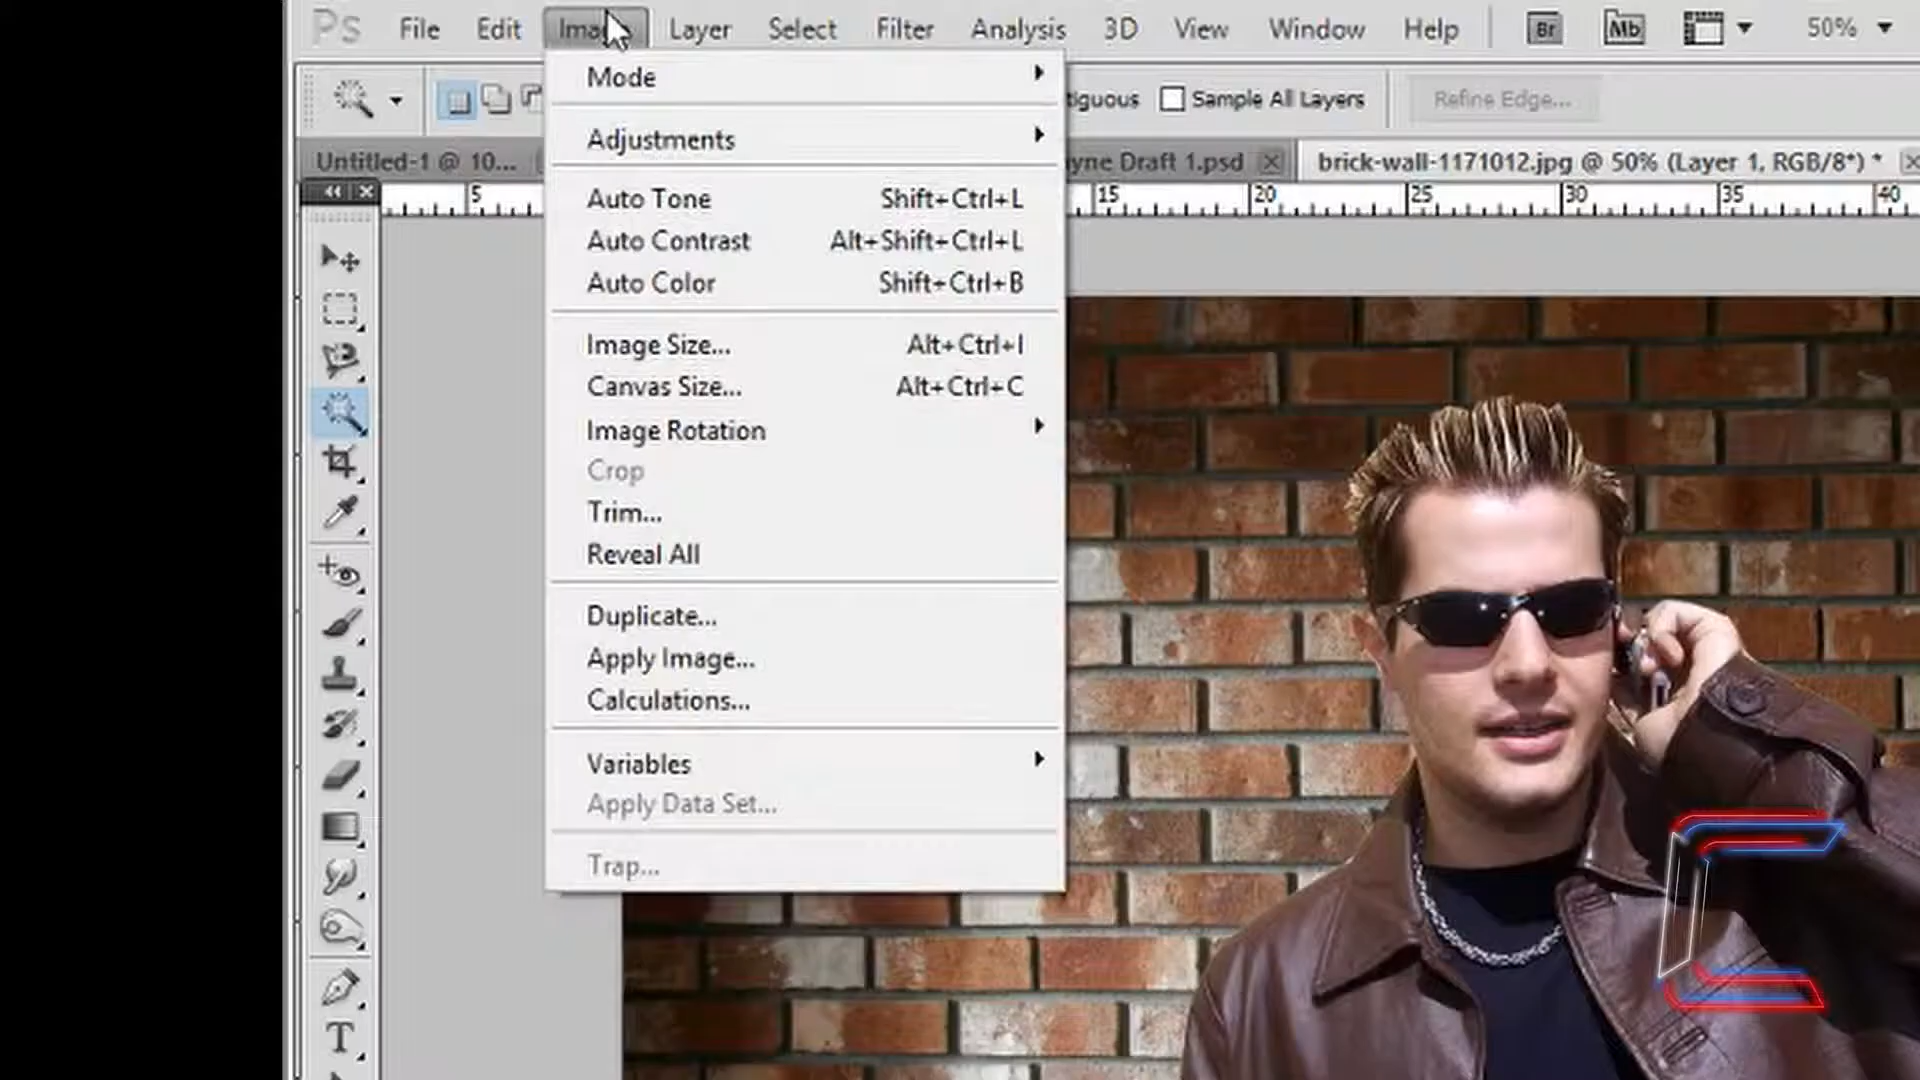 Ps File Edit Layer Select Filter Analysis 3D View Window Help Br Mb 50%
Sample All Layers Refine Edge...
Untitled-1 @ 10... yne Draft 1.psd brick-wall-1171012.jpg @ 50% (Layer 1, RGB/8*) *
5 15 20 25 30 35 40
Mode
Adjustments
Auto Tone Shift+Ctrl+L
Auto Contrast Alt+Shift+Ctrl+L
Auto Color Shift+Ctrl+B
Image Size... Alt+Ctrl+I
Canvas Size... Alt+Ctrl+C
Image Rotation
Crop
Trim...
Reveal All
Duplicate...
Apply Image...
Calculations...
Variables
Apply Data Set...
Trap...
T